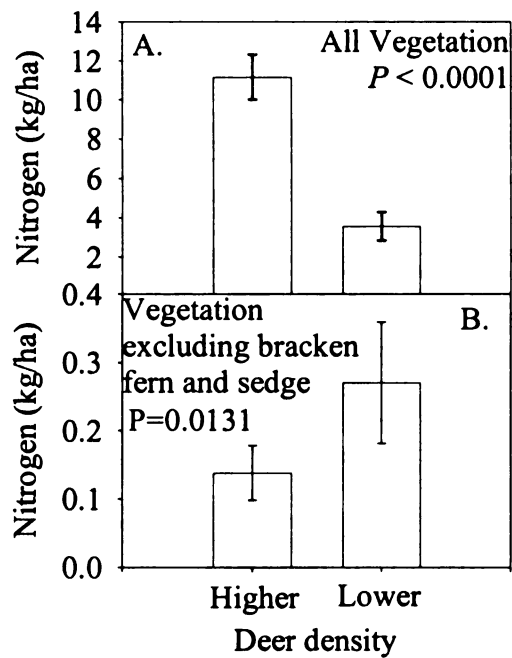 14
12
10
8
6
4
2
Nitrogen (kg/ha)
A.
All Vegetation
P < 0.0001
0.4
0.3
0.2
0.1
0.0
Nitrogen (kg/ha)
Vegetation
excluding bracken
fern and sedge
P=0.0131
B.
Higher Lower
Deer density